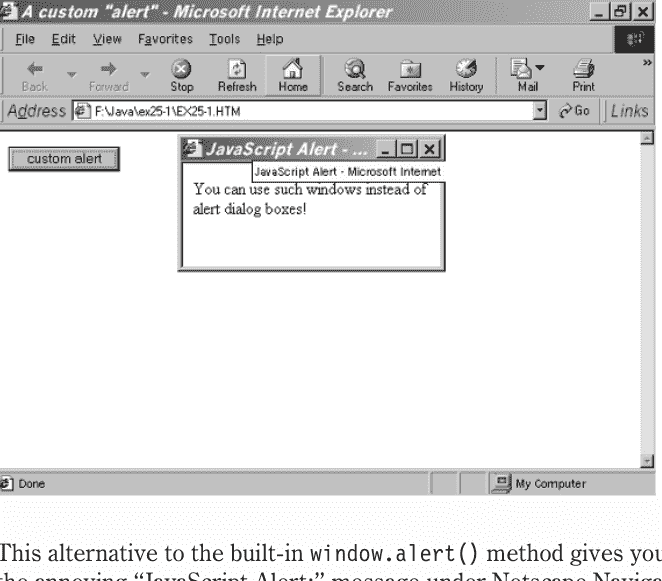 A custom "alert" - Microsoft Internet Explorer
File Edit View Favorites Tools Help
Back Forward Stop Refresh Home Search Favorites History Mail Print »
Address F:\Java\ex25-1\EX25-1.HTM Go Links
custom alert
JavaScript Alert - ...
JavaScript Alert - Microsoft Internet
You can use such windows instead of
alert dialog boxes!
Done My Computer
This alternative to the built-in window.alert() method gives you
the annoying “JavaScript Alert:” message under Netscape Navig